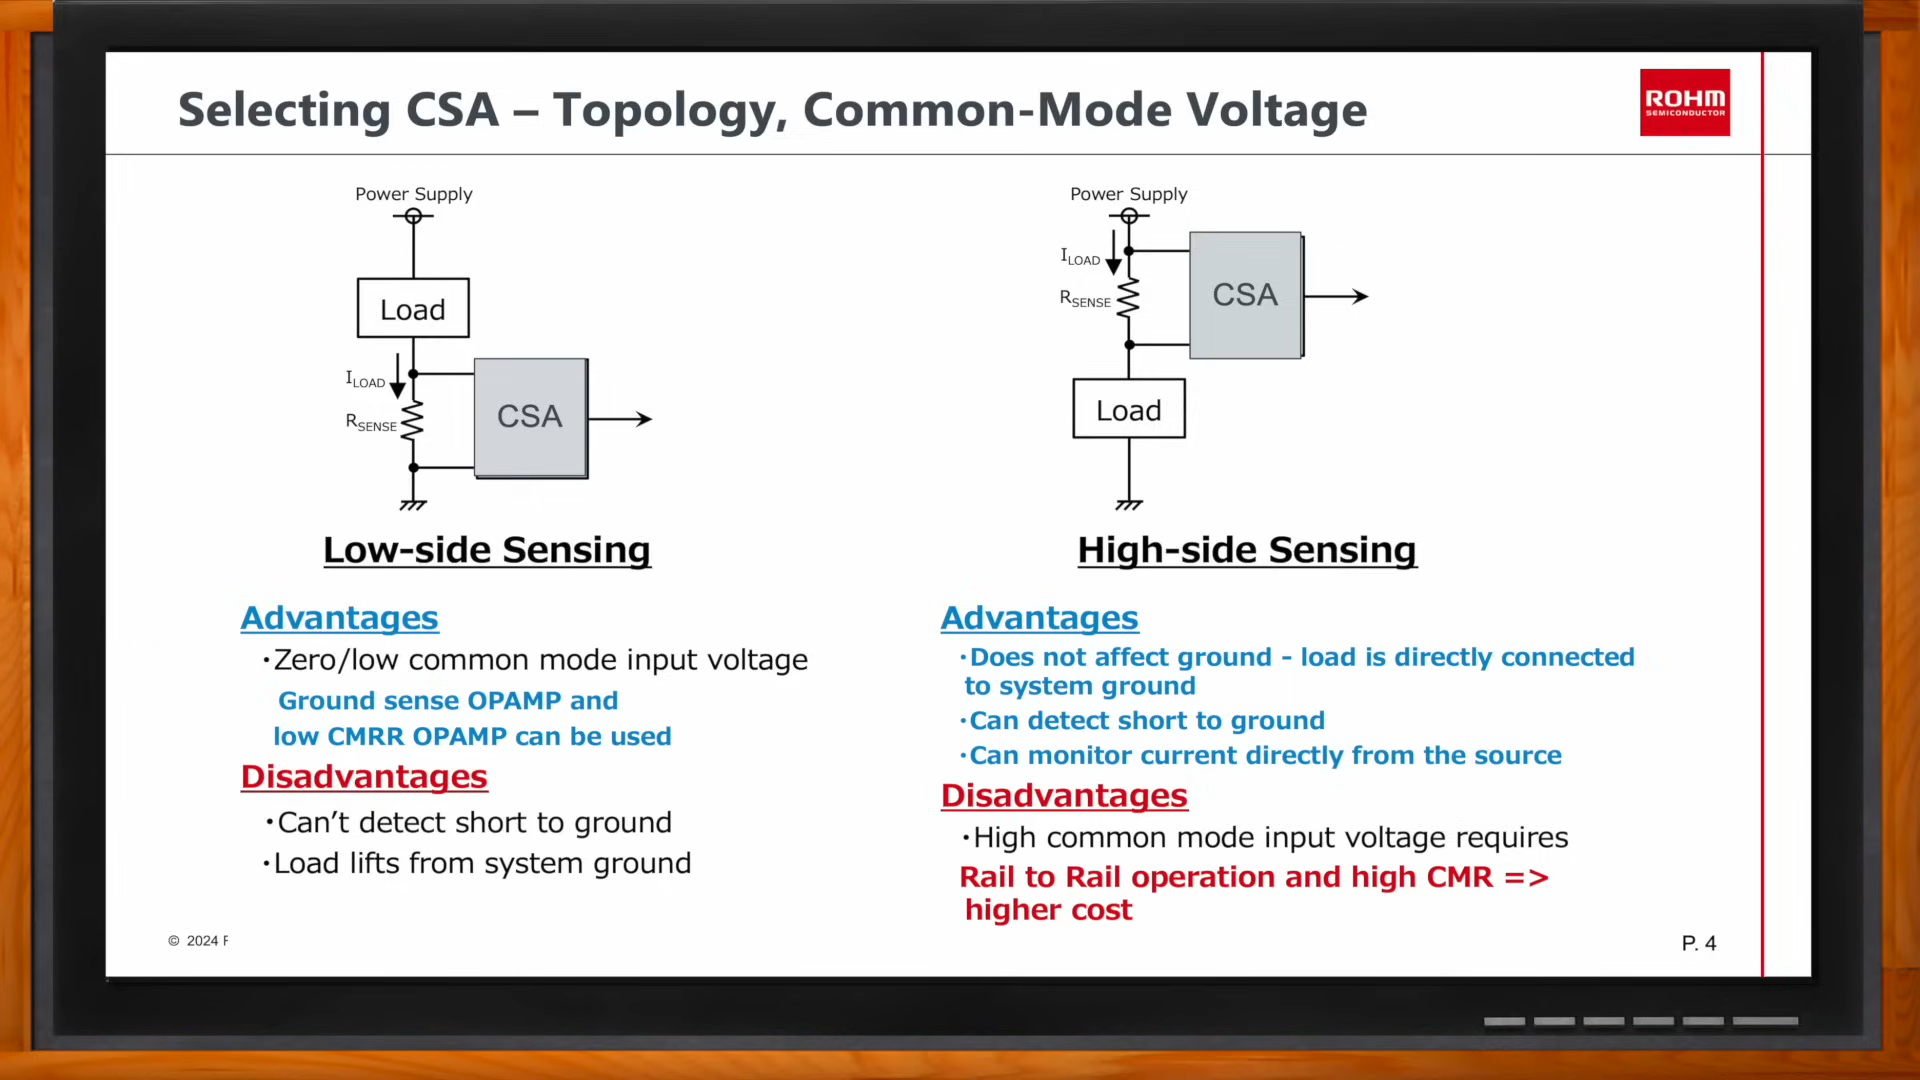 Selecting CSA – Topology, Common-Mode Voltage
ROHM
SEMICONDUCTOR
Power Supply
Load
ILOAD
RSENSE
CSA
Low-side Sensing
Advantages
・Zero/low common mode input voltage
Ground sense OPAMP and
low CMRR OPAMP can be used
Disadvantages
・Can’t detect short to ground
・Load lifts from system ground
Power Supply
ILOAD
RSENSE
CSA
Load
High-side Sensing
Advantages
・Does not affect ground - load is directly connected
to system ground
・Can detect short to ground
・Can monitor current directly from the source
Disadvantages
・High common mode input voltage requires
Rail to Rail operation and high CMR =>
higher cost
© 2024
P. 4